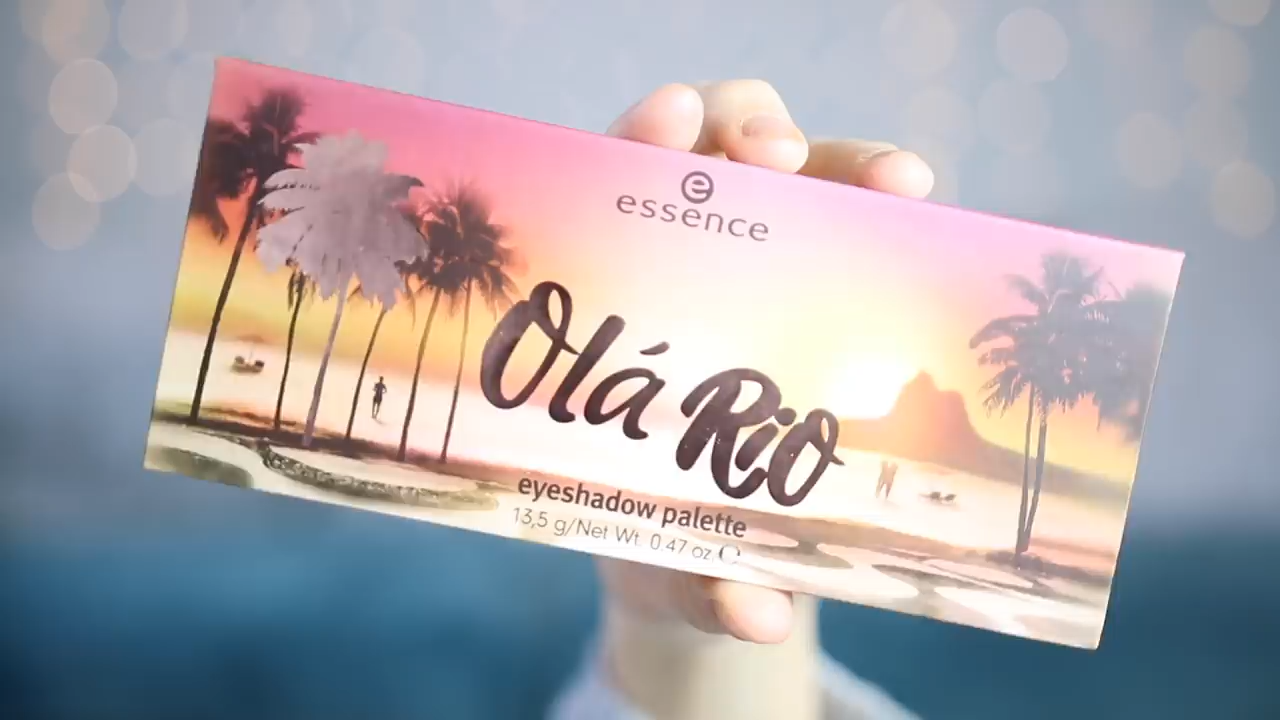 e
essence
Olá Rio
eyeshadow palette
13,5 g/Net Wt. 0.47 oz. ℮